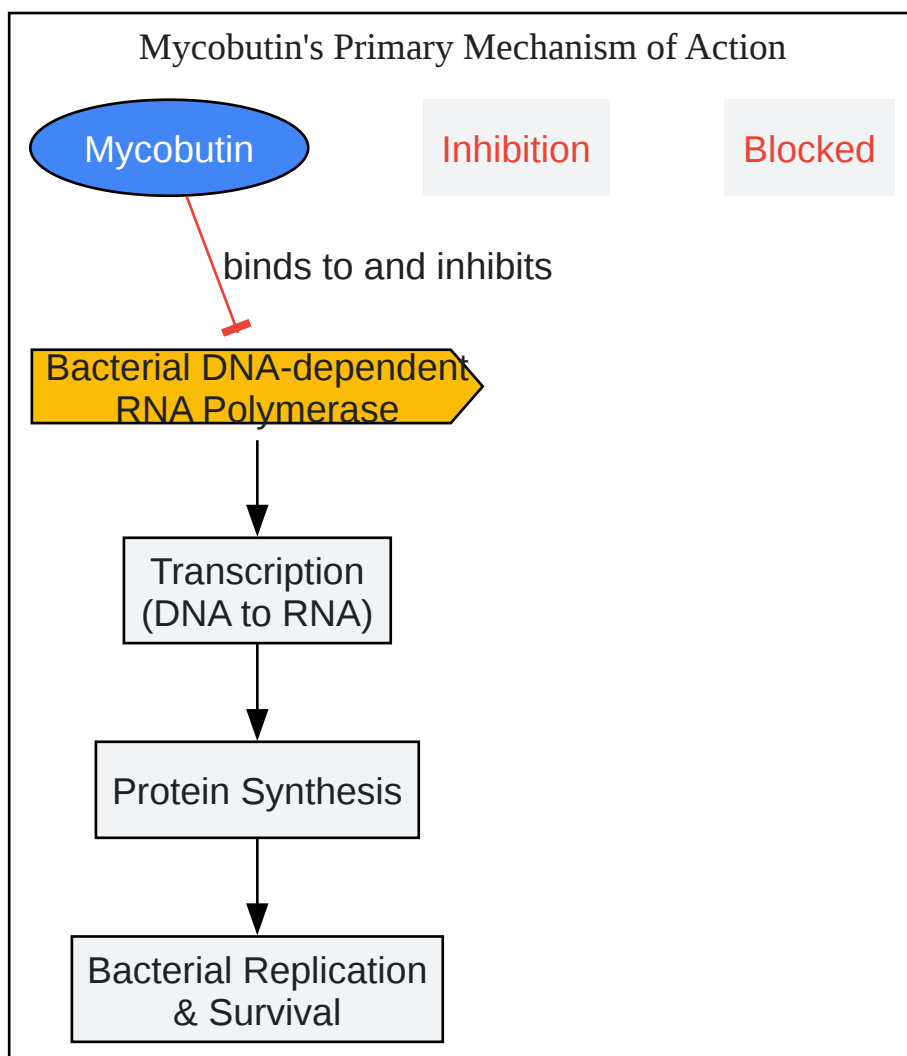 Mycobutin's Primary Mechanism of Action
Mycobutin
Inhibition
Blocked
binds to and inhibits
Bacterial DNA-dependent
RNA Polymerase
Transcription
(DNA to RNA)
Protein Synthesis
Bacterial Replication
& Survival